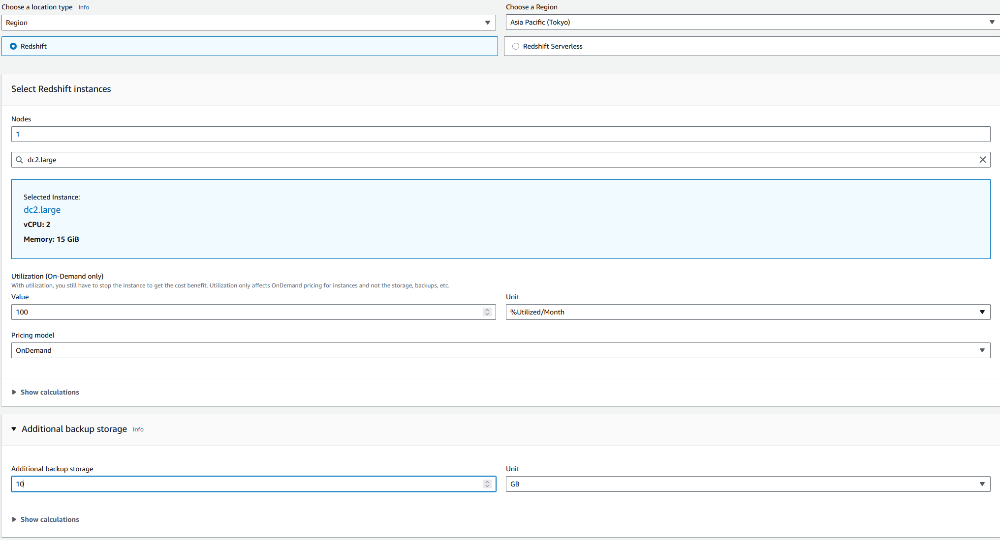 Choose a location type Info
Choose a Region
Region
Asia Pacific (Tokyo)
Redshift
Redshift Serverless
Select Redshift instances
Nodes
1
dc2.large
Selected Instance:
dc2.large
vCPU: 2
Memory: 15 GiB
Utilization (On-Demand only)
With utilization, you still have to stop the instance to get the cost benefit. Utilization only affects OnDemand pricing for instances and not the storage, backups, etc.
Value
Unit
100
%Utilized/Month
Pricing model
OnDemand
Show calculations
Additional backup storage Info
Additional backup storage
Unit
10
GB
Show calculations